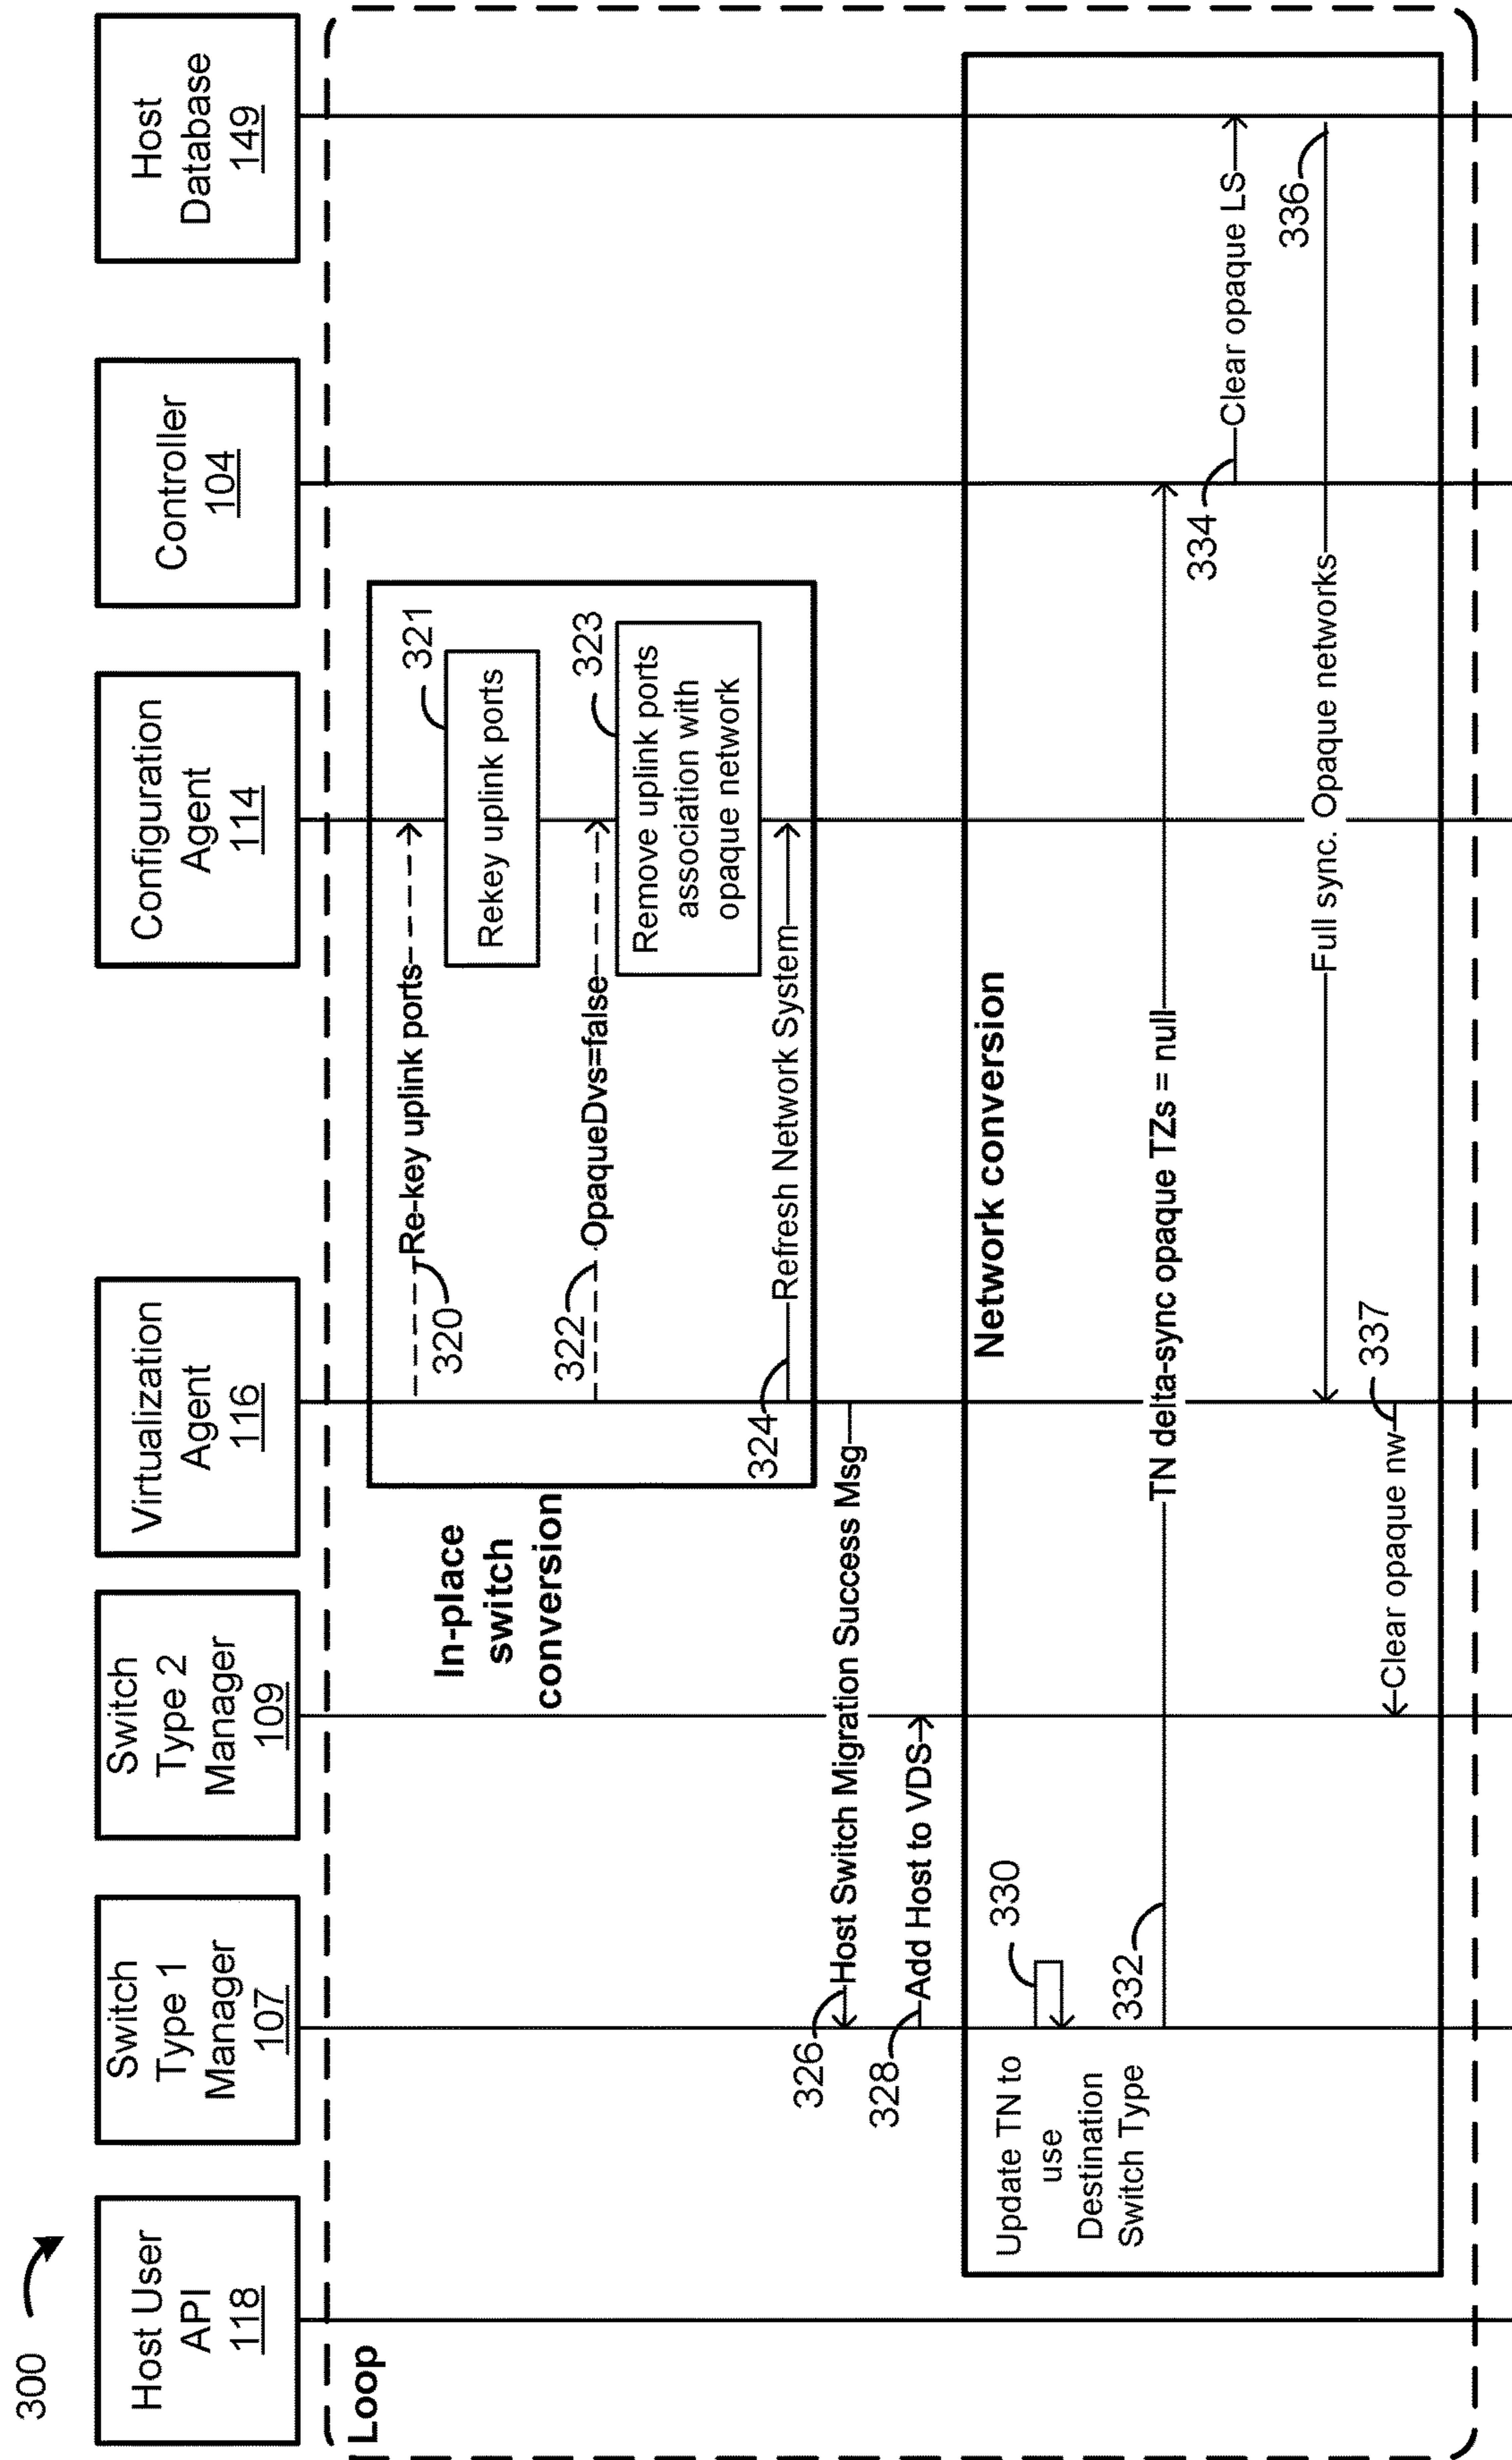 300
Host User
API
118
Switch
Type 1
Manager
107
Switch
Type 2
Manager
109
Virtualization
Agent
116
Configuration
Agent
114
Controller
104
Host
Database
149
Loop
In-place
switch
conversion
320
Re-key uplink ports
321
Rekey uplink ports
322
OpaqueDvs=false
323
Remove uplink ports
association with
opaque network
324
Refresh Network System
326
Host Switch Migration Success Msg
328
Add Host to VDS
Network conversion
Update TN to
use
Destination
Switch Type
330
332
TN delta-sync opaque TZs = null
334
Clear opaque LS
336
Full sync. Opaque networks
337
Clear opaque nw